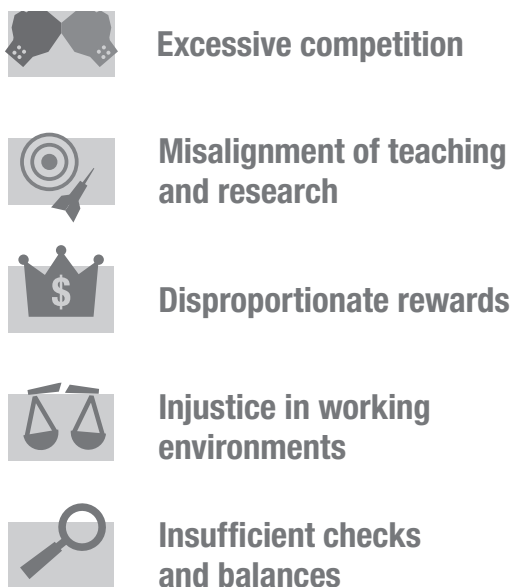 Excessive competition
Misalignment of teaching
and research
$
Disproportionate rewards
Injustice in working
environments
Insufficient checks
and balances